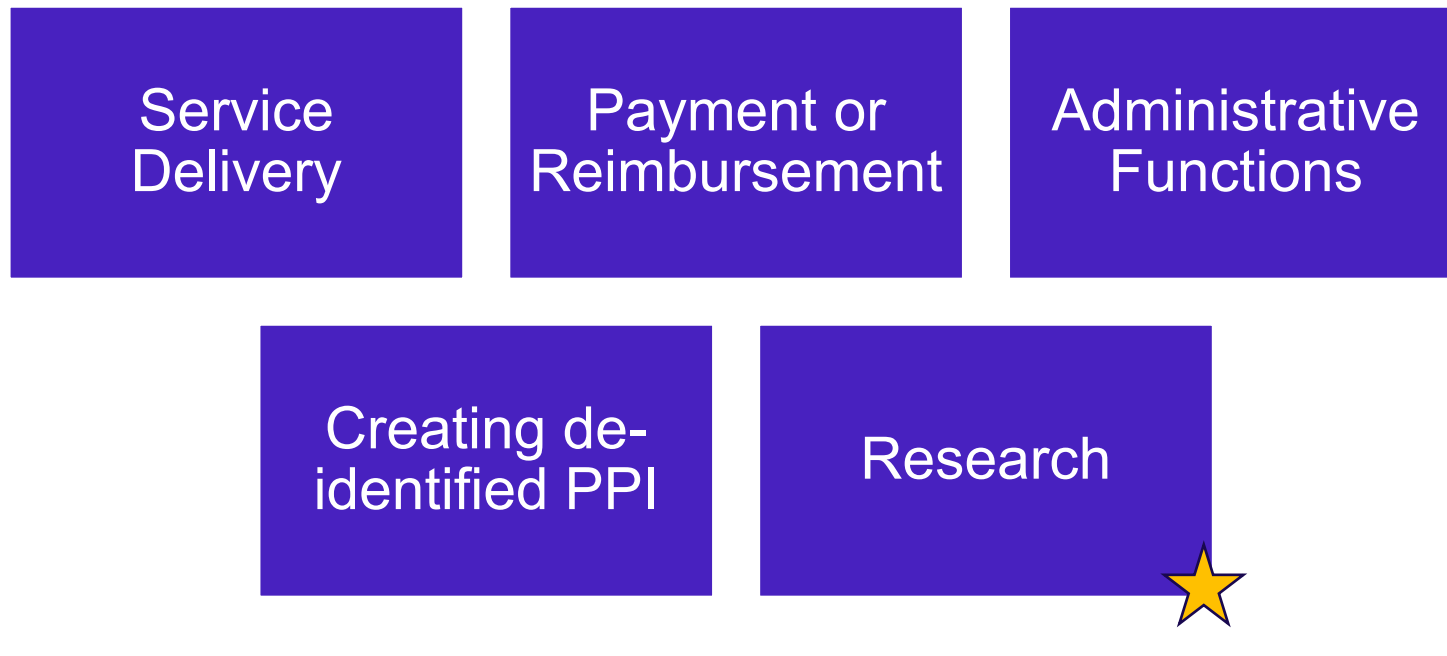 Service
Delivery
Payment or
Reimbursement
Administrative
Functions
Creating de-
identified PPI
Research